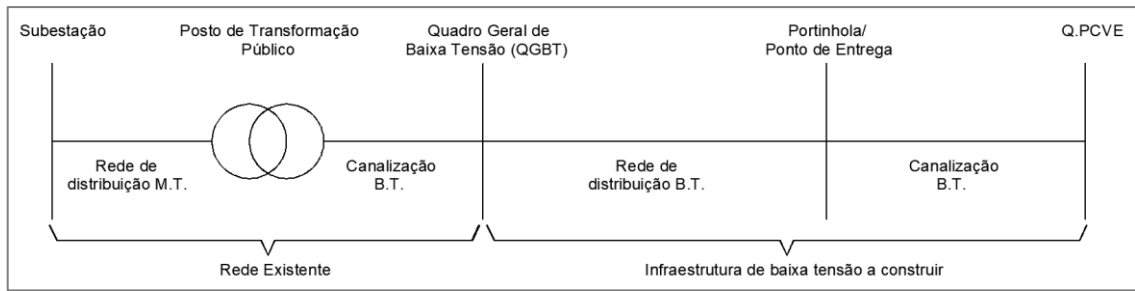 Subestação
Posto de Transformação
Público
Quadro Geral de
Baixa Tensão (QGBT)
Portinhola/
Ponto de Entrega
Q.PCVE
Rede de
distribuição M.T.
Canalização
B.T.
Rede de
distribuição B.T.
Canalização
B.T.
Rede Existente
Infraestrutura de baixa tensão a construir